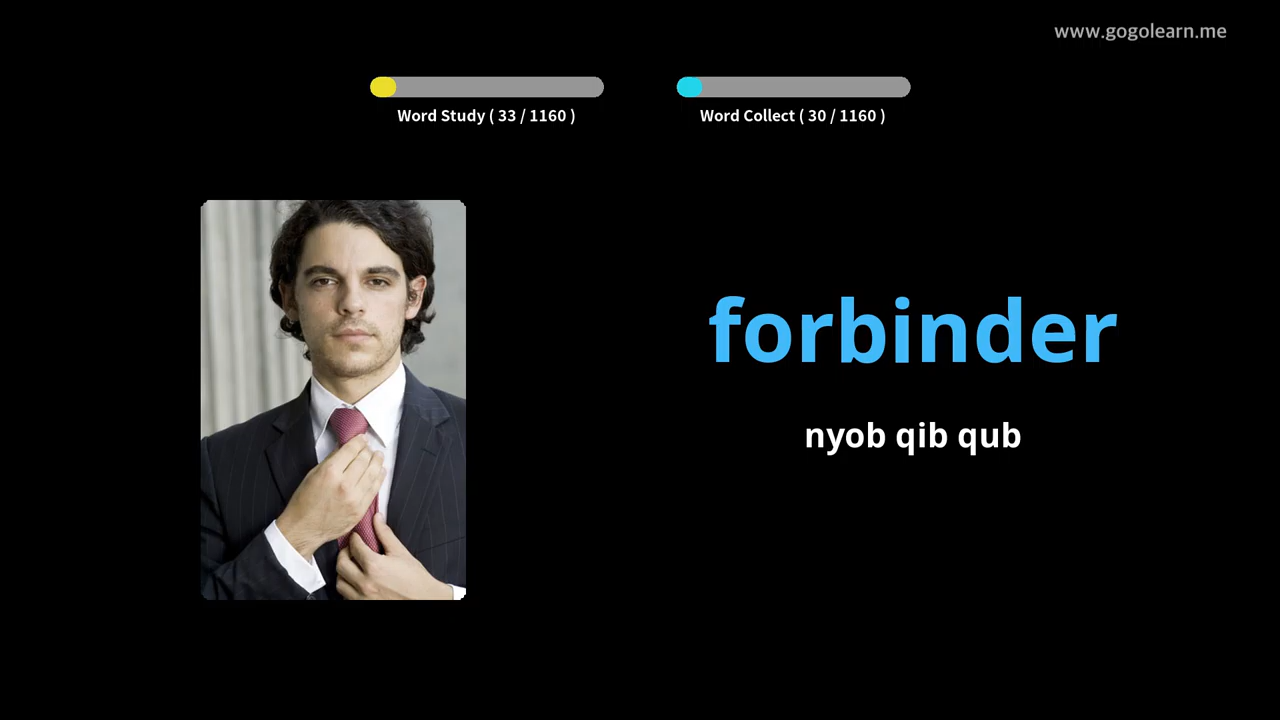 www.gogolearn.me
Word Study ( 33 / 1160 )
Word Collect ( 30 / 1160 )
forbinder
nyob qib qub